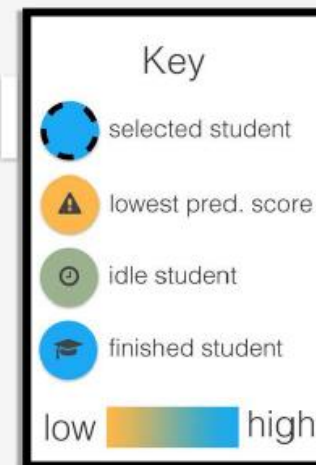 Key
selected student
lowest pred. score
idle student
finished student
low high